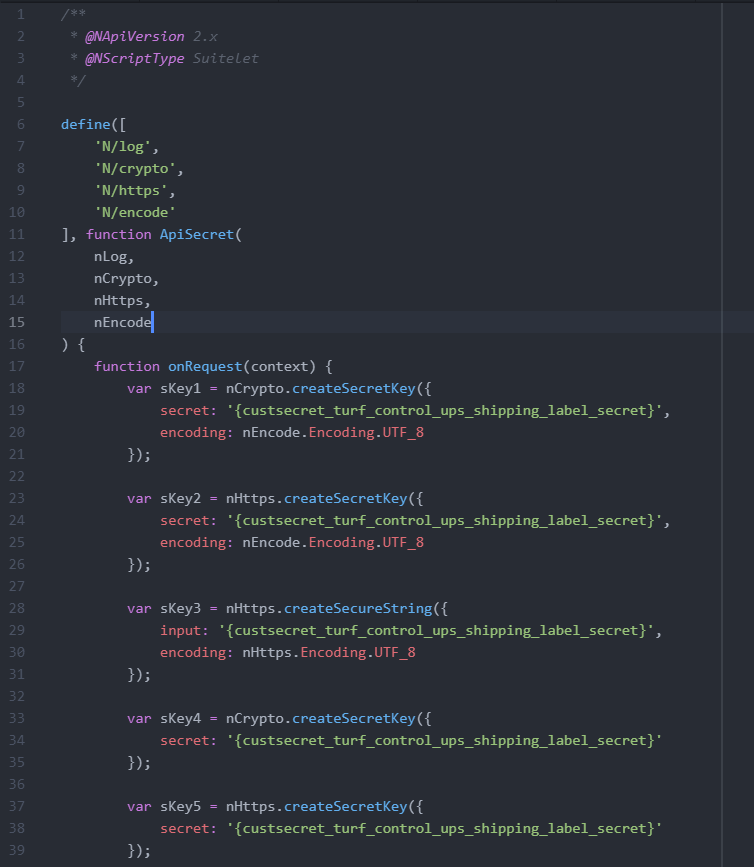 1 /**
2  * @NApiVersion 2.x
3  * @NScriptType Suitelet
4  */
5
6 define([
7     'N/log',
8     'N/crypto',
9     'N/https',
10     'N/encode'
11 ], function ApiSecret(
12     nLog,
13     nCrypto,
14     nHttps,
15     nEncode
16 ) {
17     function onRequest(context) {
18         var sKey1 = nCrypto.createSecretKey({
19             secret: '{custsecret_turf_control_ups_shipping_label_secret}',
20             encoding: nEncode.Encoding.UTF_8
21         });
22
23         var sKey2 = nHttps.createSecretKey({
24             secret: '{custsecret_turf_control_ups_shipping_label_secret}',
25             encoding: nEncode.Encoding.UTF_8
26         });
27
28         var sKey3 = nHttps.createSecureString({
29             input: '{custsecret_turf_control_ups_shipping_label_secret}',
30             encoding: nHttps.Encoding.UTF_8
31         });
32
33         var sKey4 = nCrypto.createSecretKey({
34             secret: '{custsecret_turf_control_ups_shipping_label_secret}'
35         });
36
37         var sKey5 = nHttps.createSecretKey({
38             secret: '{custsecret_turf_control_ups_shipping_label_secret}'
39         });